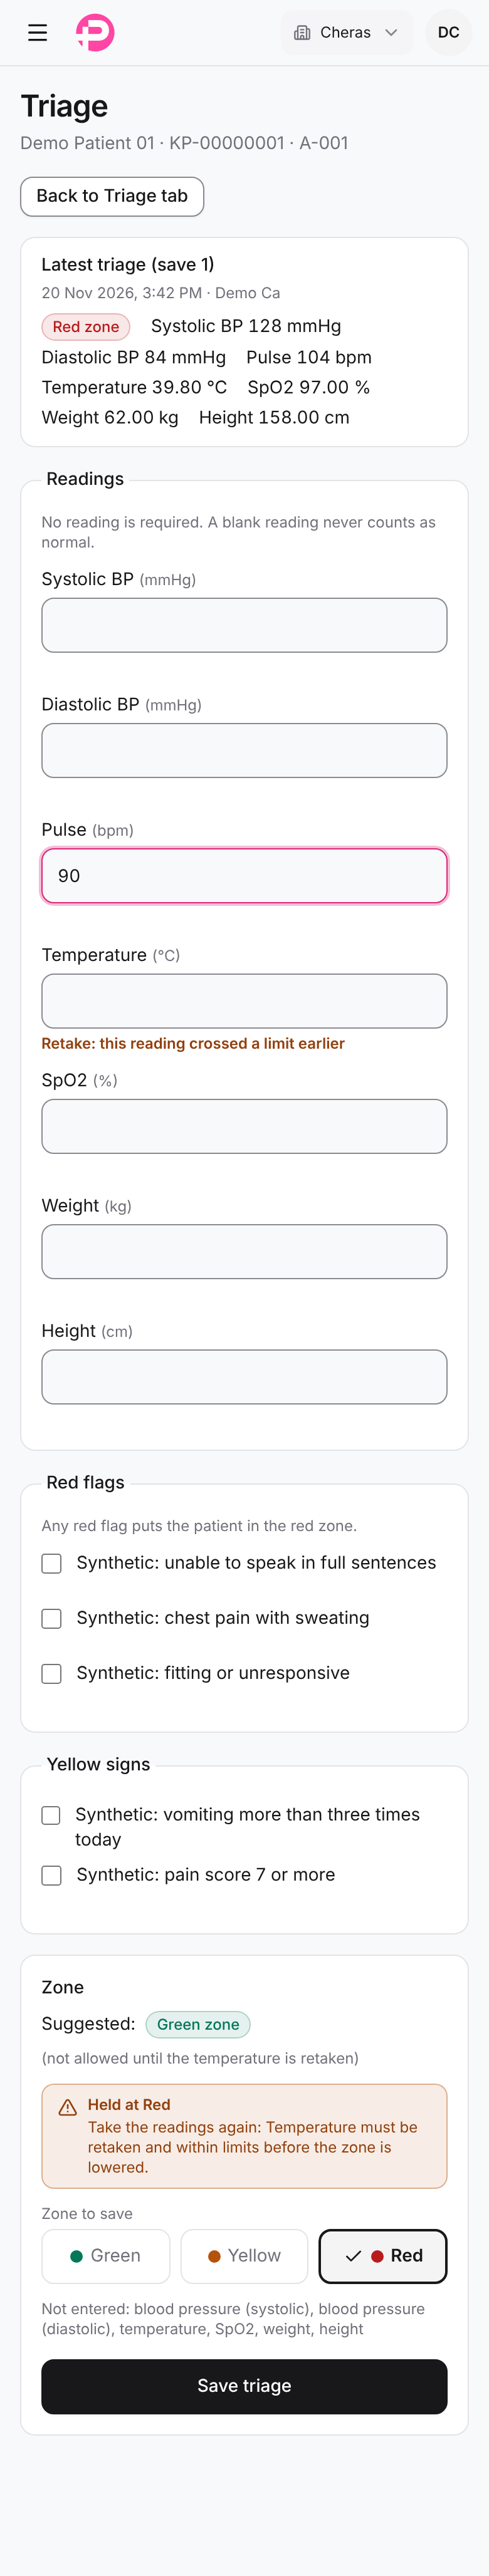 Cheras
DC
Triage
Demo Patient 01 · KP-00000001 · A-001
Back to Triage tab
Latest triage (save 1)
20 Nov 2026, 3:42 PM · Demo Ca
Red zone Systolic BP 128 mmHg
Diastolic BP 84 mmHg Pulse 104 bpm
Temperature 39.80 °C SpO2 97.00 %
Weight 62.00 kg Height 158.00 cm
Readings
No reading is required. A blank reading never counts as
normal.
Systolic BP (mmHg)
Diastolic BP (mmHg)
Pulse (bpm)
90
Temperature (°C)
Retake: this reading crossed a limit earlier
SpO2 (%)
Weight (kg)
Height (cm)
Red flags
Any red flag puts the patient in the red zone.
Synthetic: unable to speak in full sentences
Synthetic: chest pain with sweating
Synthetic: fitting or unresponsive
Yellow signs
Synthetic: vomiting more than three times
today
Synthetic: pain score 7 or more
Zone
Suggested: Green zone
(not allowed until the temperature is retaken)
Held at Red
Take the readings again: Temperature must be
retaken and within limits before the zone is
lowered.
Zone to save
Green Yellow Red
Not entered: blood pressure (systolic), blood pressure
(diastolic), temperature, SpO2, weight, height
Save triage